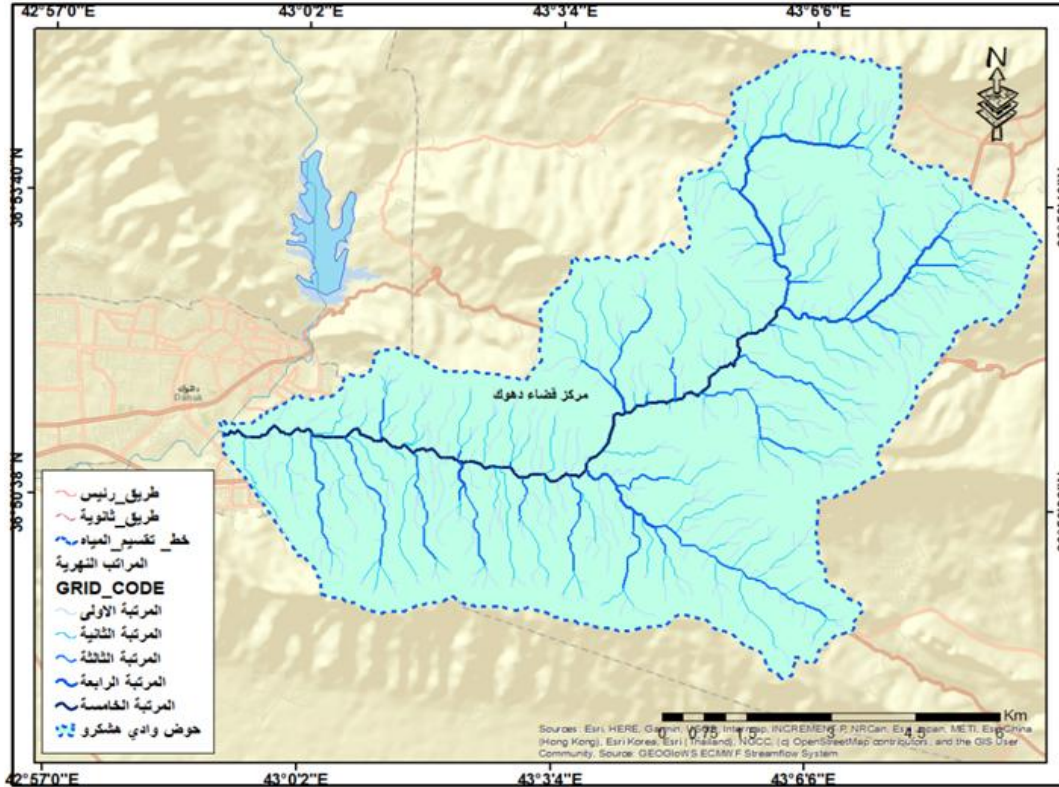 42°57'0"E
43°0'2"E
43°3'4"E
43°6'6"E
N
36°53'40"N
دهوك
Dahuk
مركز قضاء دهوك
36°50'38"N
طريق_رئيس
طريق_ثانوية
خط_ تقسيم_المياه
المراتب النهرية
GRID_CODE
المرتبة الاولى
المرتبة الثانية
المرتبة الثالثة
المرتبة الرابعة
المرتبة الخامسة
حوض وادي هشكرو
Km
0 0.75 1.5 3 4.5 6
Sources: Esri, HERE, Garmin, USGS, Intermap, INCREMENT P, NRCan, Esri Japan, METI, Esri China
(Hong Kong), Esri Korea, Esri (Thailand), NGCC, (c) OpenStreetMap contributors, and the GIS User
Community, Source: GEOGloWS ECMWF Streamflow System
42°57'0"E
43°0'2"E
43°3'4"E
43°6'6"E